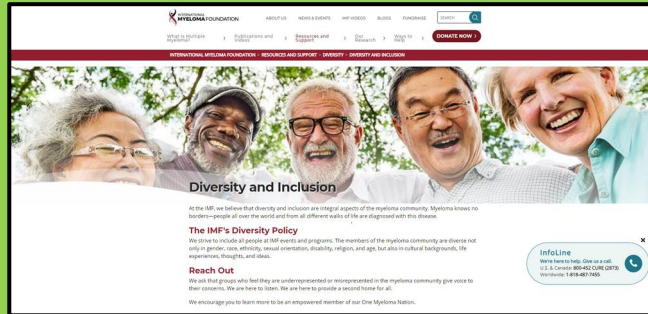 INTERNATIONAL
MYELOMA FOUNDATION
ABOUT US
NEWS & EVENTS
IMF VIDEOS
BLOGS
FUNDRAISE
SEARCH
What Is Multiple
Myeloma?
Publications and
Videos
Resources and
Support
Our
Research
Ways to
Help
DONATE NOW >
INTERNATIONAL MYELOMA FOUNDATION > RESOURCES AND SUPPORT > DIVERSITY > DIVERSITY AND INCLUSION
Diversity and Inclusion
At the IMF, we believe that diversity and inclusion are integral aspects of the myeloma community. Myeloma knows no
borders—people all over the world and from all different walks of life are diagnosed with this disease.
The IMF's Diversity Policy
We strive to include all people at IMF events and programs. The members of the myeloma community are diverse not
only in gender, race, ethnicity, sexual orientation, disability, religion, and age, but also in cultural backgrounds, life
experiences, thoughts, and ideas.
Reach Out
We ask that groups who feel they are underrepresented or misrepresented in the myeloma community give voice to
their concerns. We are here to listen. We are here to provide a second home for all.
We encourage you to learn more to be an empowered member of our One Myeloma Nation.
InfoLine
We're here to help. Give us a call.
U.S. & Canada: 800-452 CURE (2873)
Worldwide: 1-818-487-7455